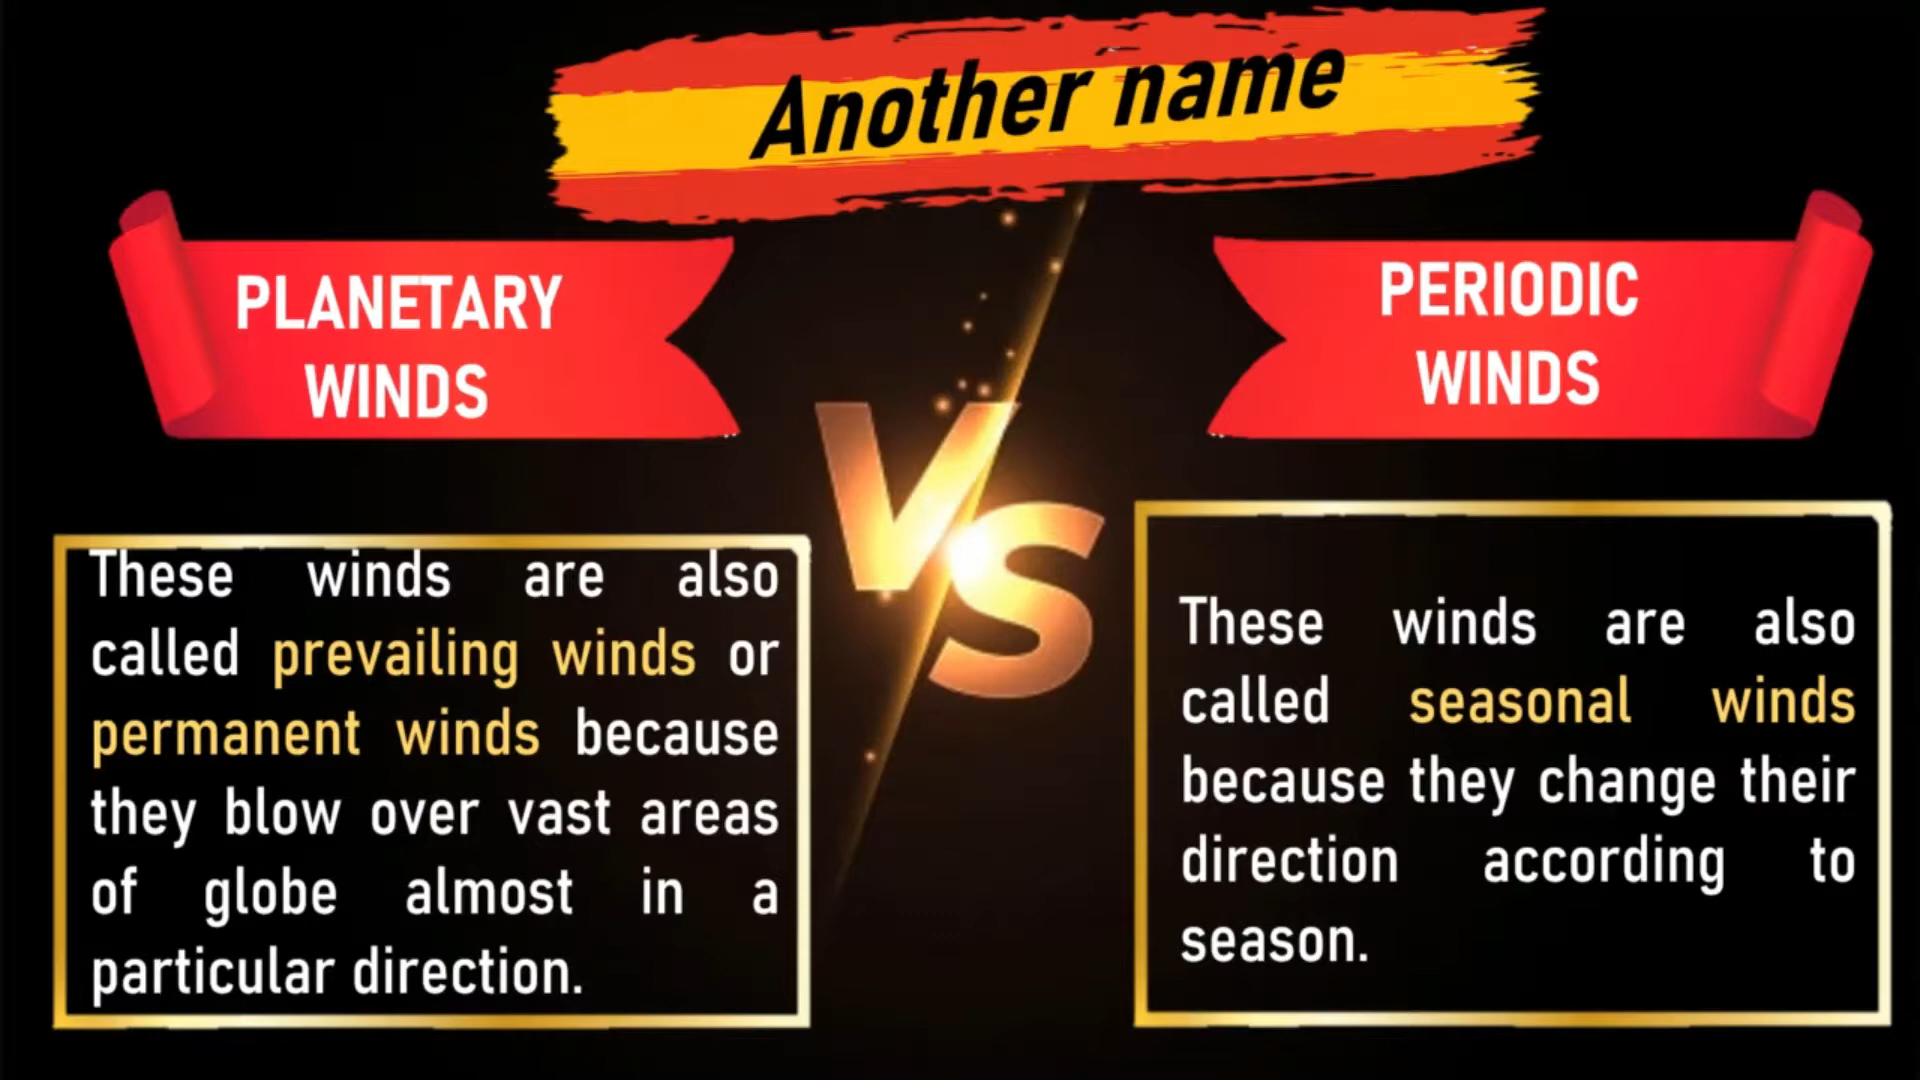 Another name
PLANETARY
WINDS
PERIODIC
WINDS
VS
These winds are also
called prevailing winds or
permanent winds because
they blow over vast areas
of globe almost in a
particular direction.
These winds are also
called seasonal winds
because they change their
direction according to
season.